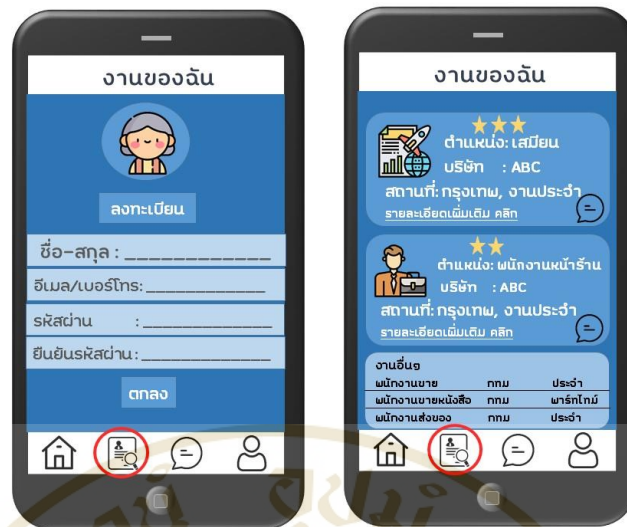 งานของฉัน
ลงทะเบียน
ชื่อ-สกุล : ____________
อีเมล/เบอร์โทร: ____________
รหัสผ่าน : _____________
ยืนยันรหัสผ่าน: _____________
ตกลง
งานของฉัน
ตำแหน่ง: เสมียน
บริษัท : ABC
สถานที่: กรุงเทพ, งานประจำ
รายละเอียดเพิ่มเติม คลิก
ตำแหน่ง: พนักงานหน้าร้าน
บริษัท : ABC
สถานที่: กรุงเทพ, งานประจำ
รายละเอียดเพิ่มเติม คลิก
งานอื่นๆ
พนักงานขาย กทม ประจำ
พนักงานขายหนังสือ กทม พาร์ทไทม์
พนักงานส่งของ กทม ประจำ